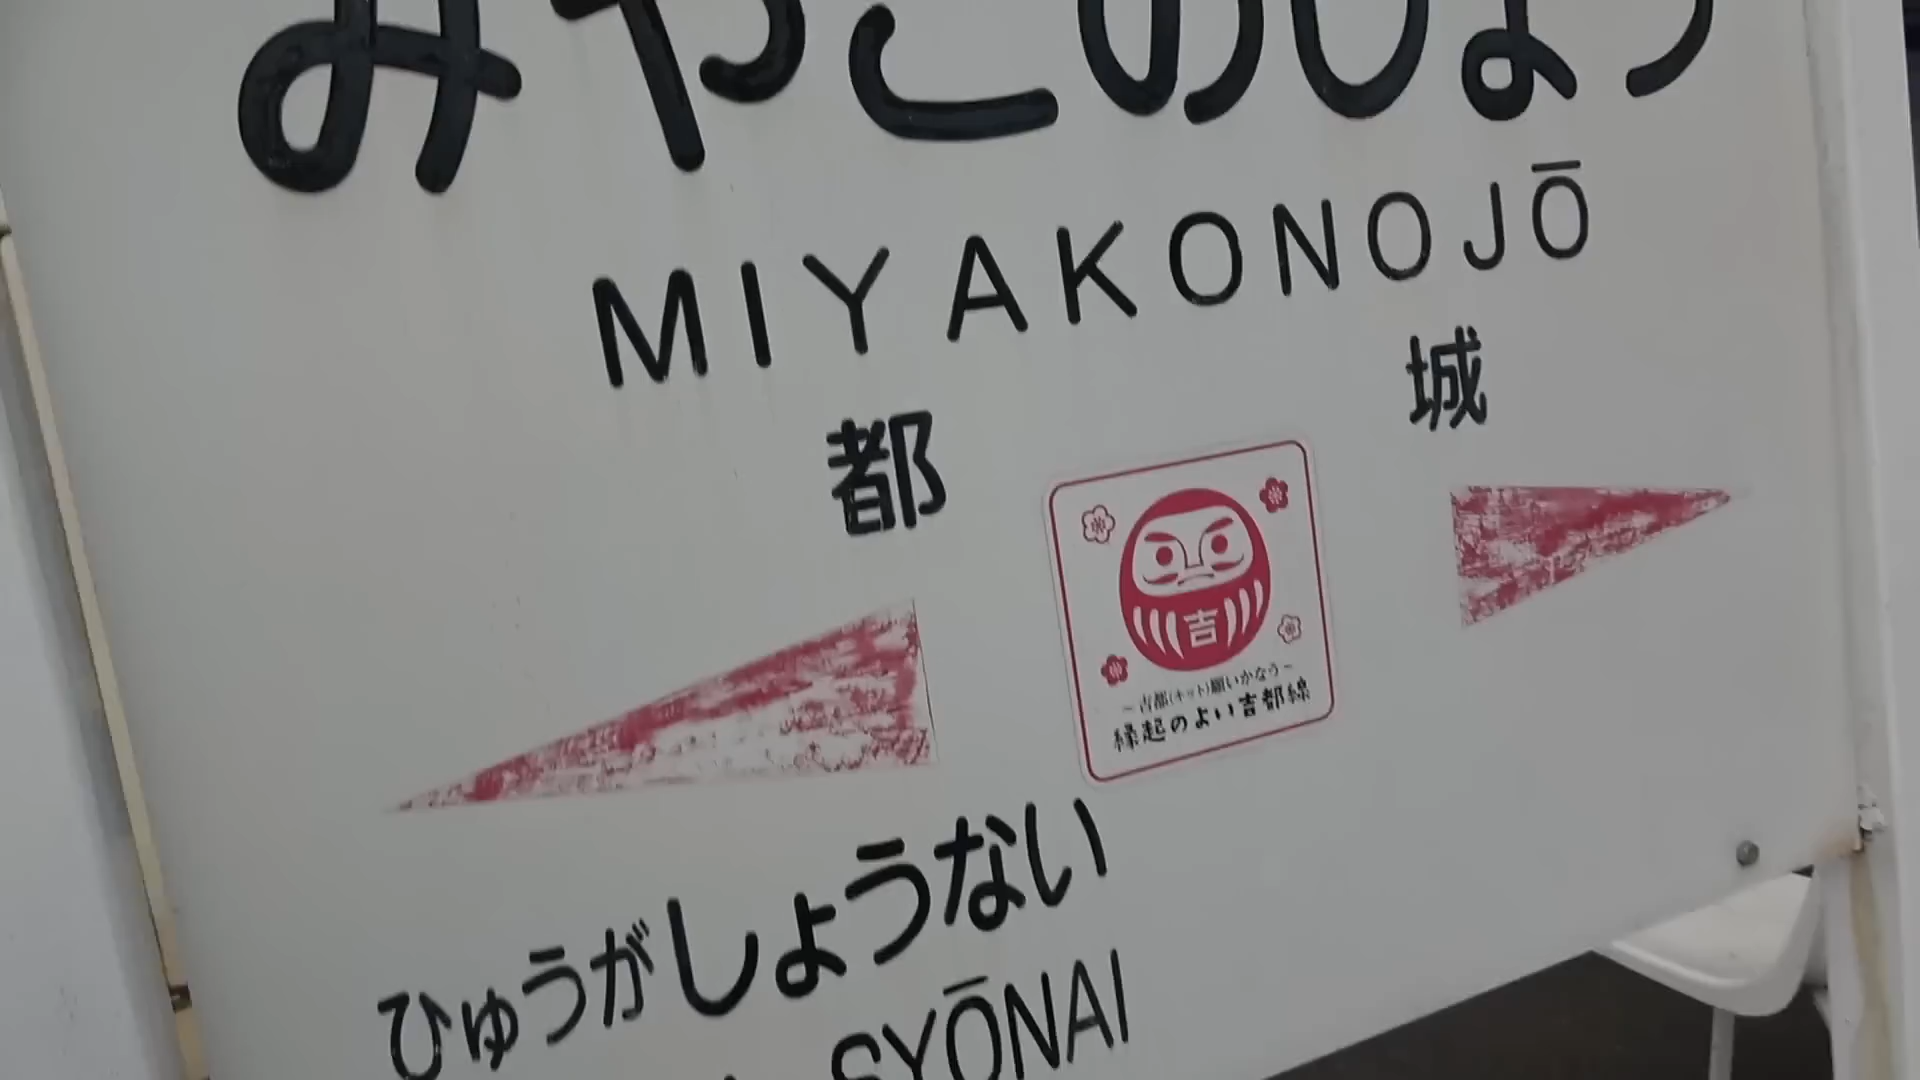 みやこのじょう
MIYAKONOJŌ
都城
吉
～吉都(キット)願いかなう～
縁起のよい吉都線
ひゅうがしょうない
SYŌNAI